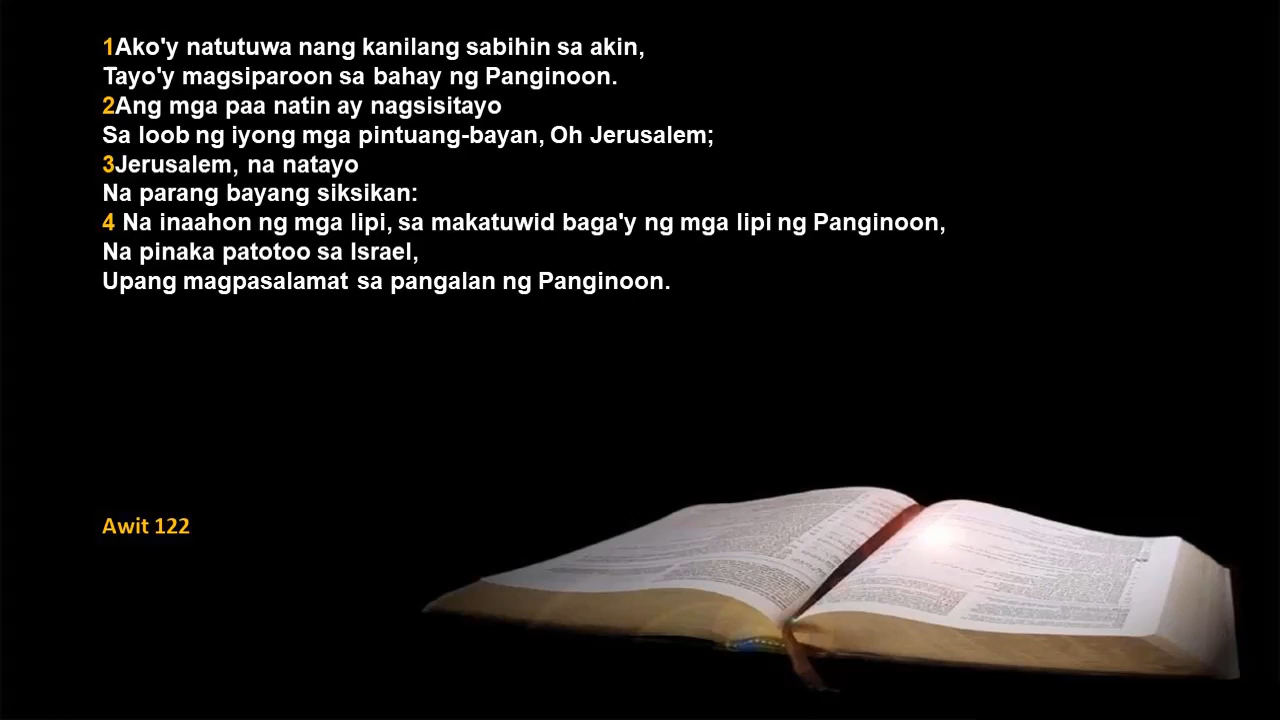 1Ako'y natutuwa nang kanilang sabihin sa akin,
Tayo'y magsiparoon sa bahay ng Panginoon.
2Ang mga paa natin ay nagsisitayo
Sa loob ng iyong mga pintuang-bayan, Oh Jerusalem;
3Jerusalem, na natayo
Na parang bayang siksikan:
4 Na inaahon ng mga lipi, sa makatuwid baga'y ng mga lipi ng Panginoon,
Na pinaka patotoo sa Israel,
Upang magpasalamat sa pangalan ng Panginoon.
Awit 122